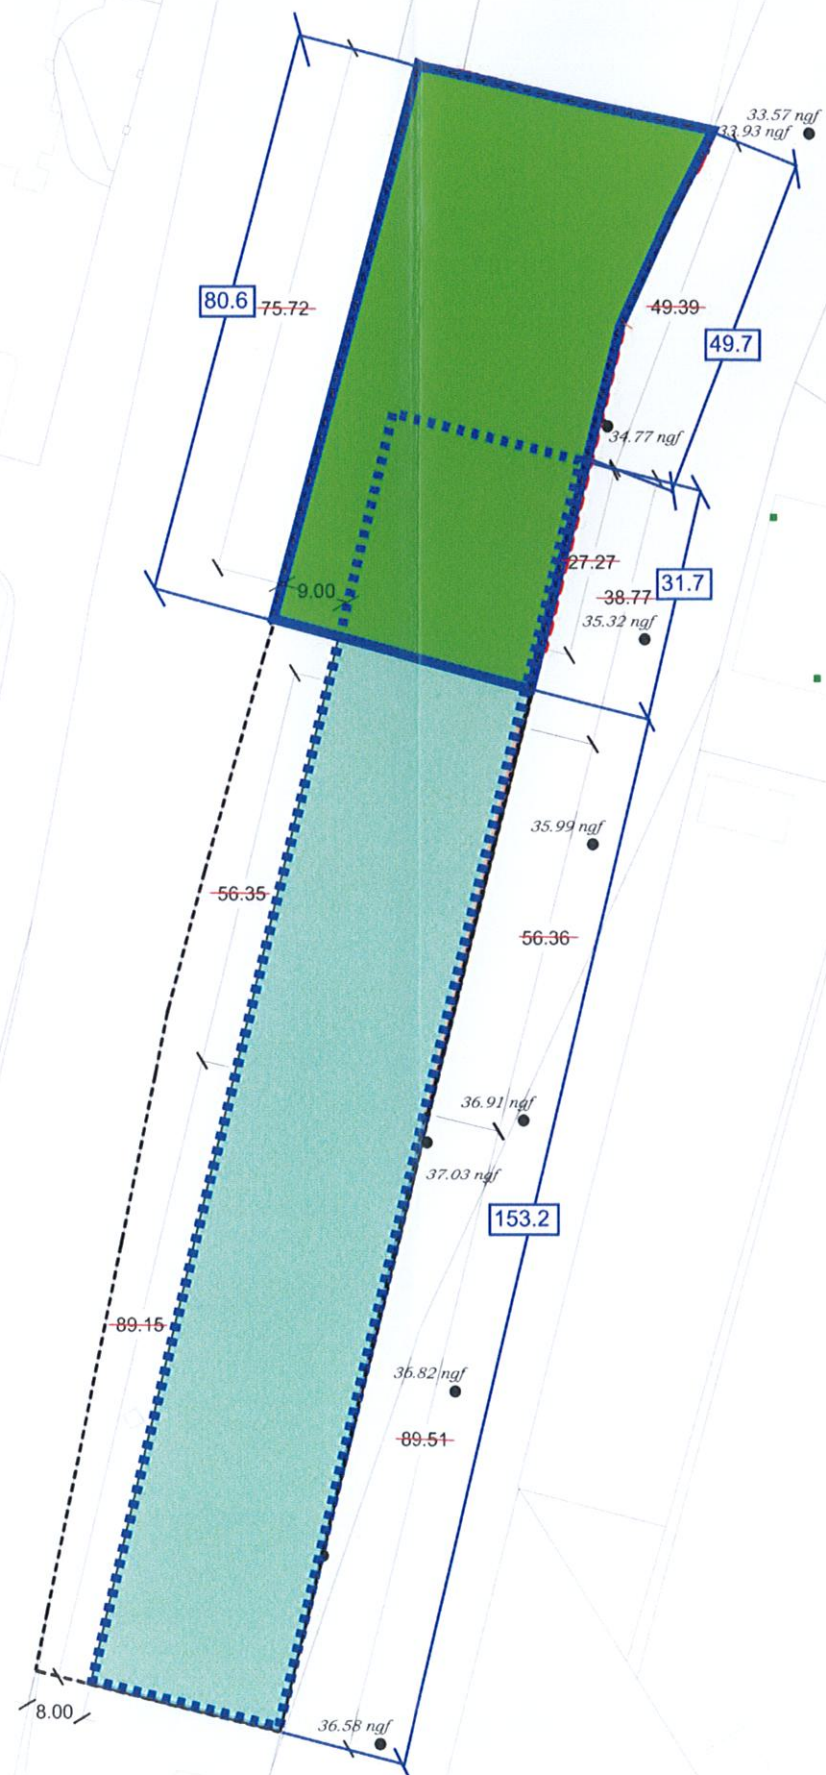 33.57 ngf
33.93 ngf
80.6
75.72
49.39
49.7
34.77 ngf
27.27
31.7
9.00
38.77
35.32 ngf
35.99 ngf
56.35
56.36
36.91 ngf
37.03 ngf
153.2
89.15
36.82 ngf
89.51
8.00
36.58 ngf